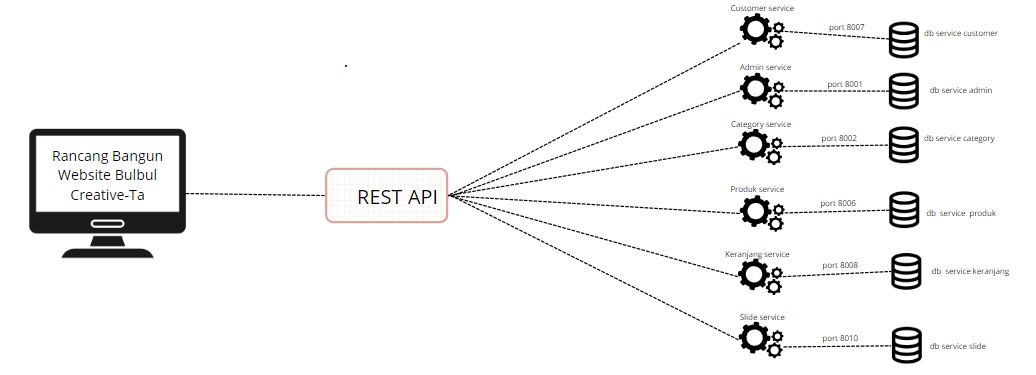 Rancang Bangun
Website Bulbul
Creative-Ta
REST API
Customer service
port 8007
db service customer
Admin service
port 8001
db service admin
Category service
port 8002
db service category
Produk service
port 8006
db service produk
Keranjang service
port 8008
db service keranjang
Slide service
port 8010
db service slide